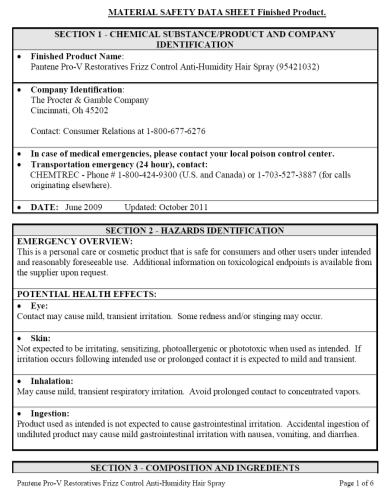 MATERIAL SAFETY DATA SHEET Finished Product.
SECTION 1 - CHEMICAL SUBSTANCE/PRODUCT AND COMPANY
IDENTIFICATION
• Finished Product Name:
Pantene Pro-V Restoratives Frizz Control Anti-Humidity Hair Spray (95421032)
• Company Identification:
The Procter & Gamble Company
Cincinnati, Oh 45202
Contact: Consumer Relations at 1-800-677-6276
• In case of medical emergencies, please contact your local poison control center.
• Transportation emergency (24 hour), contact:
CHEMTREC - Phone # 1-800-424-9300 (U.S. and Canada) or 1-703-527-3887 (for calls
originating elsewhere).
• DATE: June 2009 Updated: October 2011
SECTION 2 - HAZARDS IDENTIFICATION
EMERGENCY OVERVIEW:
This is a personal care or cosmetic product that is safe for consumers and other users under intended
and reasonably foreseeable use. Additional information on toxicological endpoints is available from
the supplier upon request.
POTENTIAL HEALTH EFFECTS:
• Eye:
Contact may cause mild, transient irritation. Some redness and/or stinging may occur.
• Skin:
Not expected to be irritating, sensitizing, photoallergenic or phototoxic when used as intended. If
irritation occurs following intended use or prolonged contact it is expected to mild and transient.
• Inhalation:
May cause mild, transient respiratory irritation. Avoid prolonged contact to concentrated vapors.
• Ingestion:
Product used as intended is not expected to cause gastrointestinal irritation. Accidental ingestion of
undiluted product may cause mild gastrointestinal irritation with nausea, vomiting, and diarrhea.
SECTION 3 - COMPOSITION AND INGREDIENTS
Pantene Pro-V Restoratives Frizz Control Anti-Humidity Hair Spray Page 1 of 6